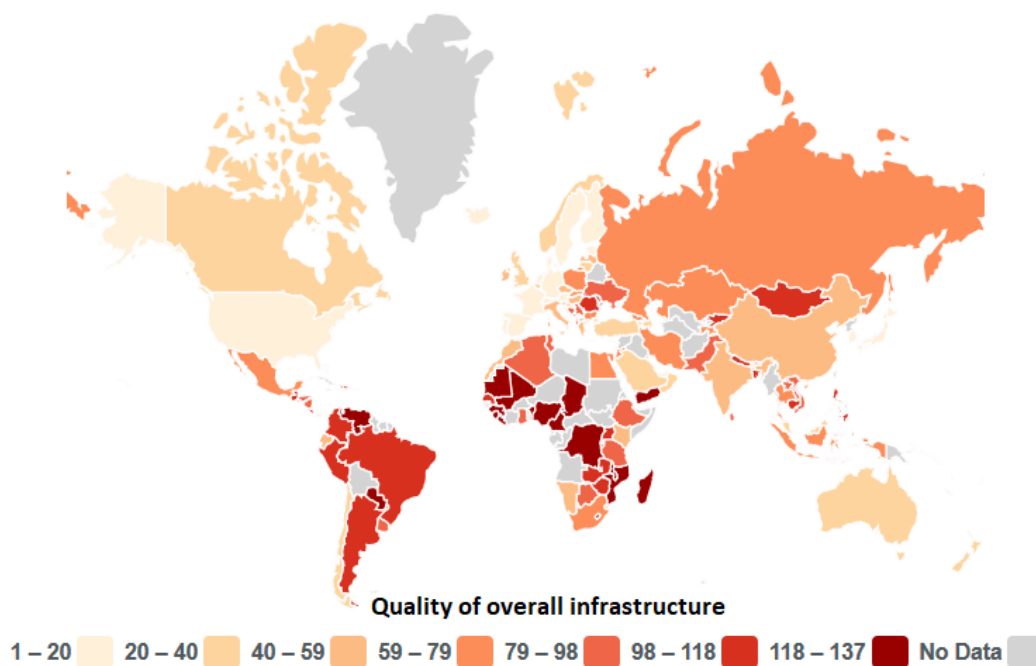 Quality of overall infrastructure
1 – 20 20 – 40 40 – 59 59 – 79 79 – 98 98 – 118 118 – 137 No Data